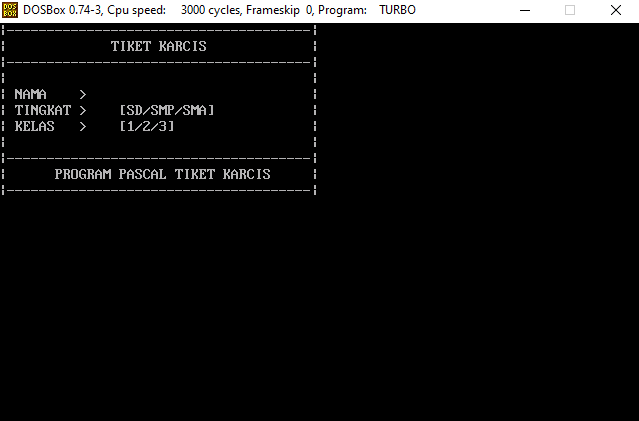 DOSBox 0.74-3, Cpu speed: 3000 cycles, Frameskip 0, Program: TURBO
TIKET KARCIS
NAMA >
TINGKAT > [SD/SMP/SMA]
KELAS > [1/2/3]
PROGRAM PASCAL TIKET KARCIS